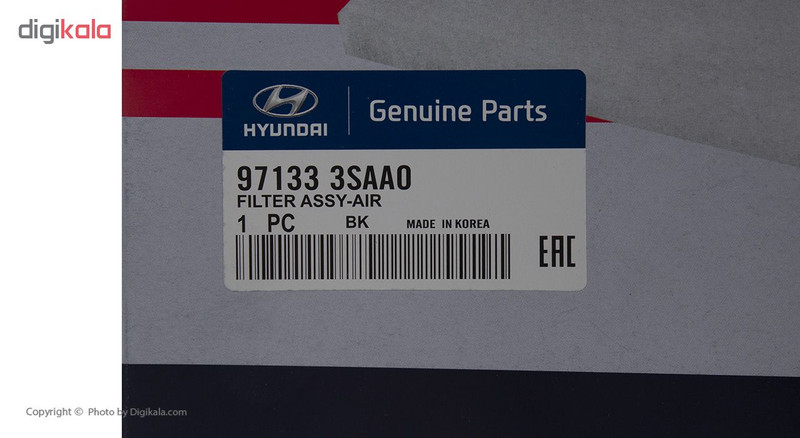 digikala
HYUNDAI
Genuine Parts
97133 3SAA0
FILTER ASSY-AIR
1 PC BK MADE IN KOREA
EAC
Copyright © Photo by Digikala.com